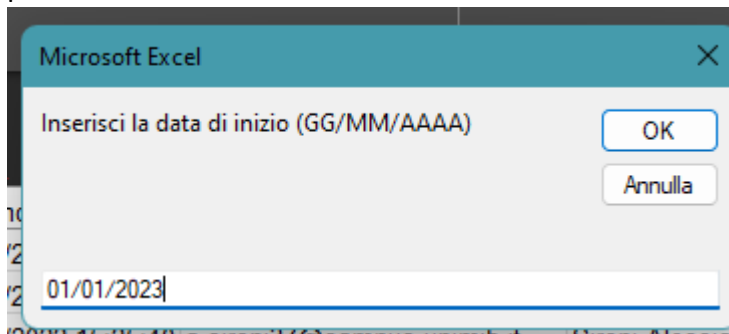 Microsoft Excel
Inserisci la data di inizio (GG/MM/AAAA)
OK
Annulla
01/01/2023